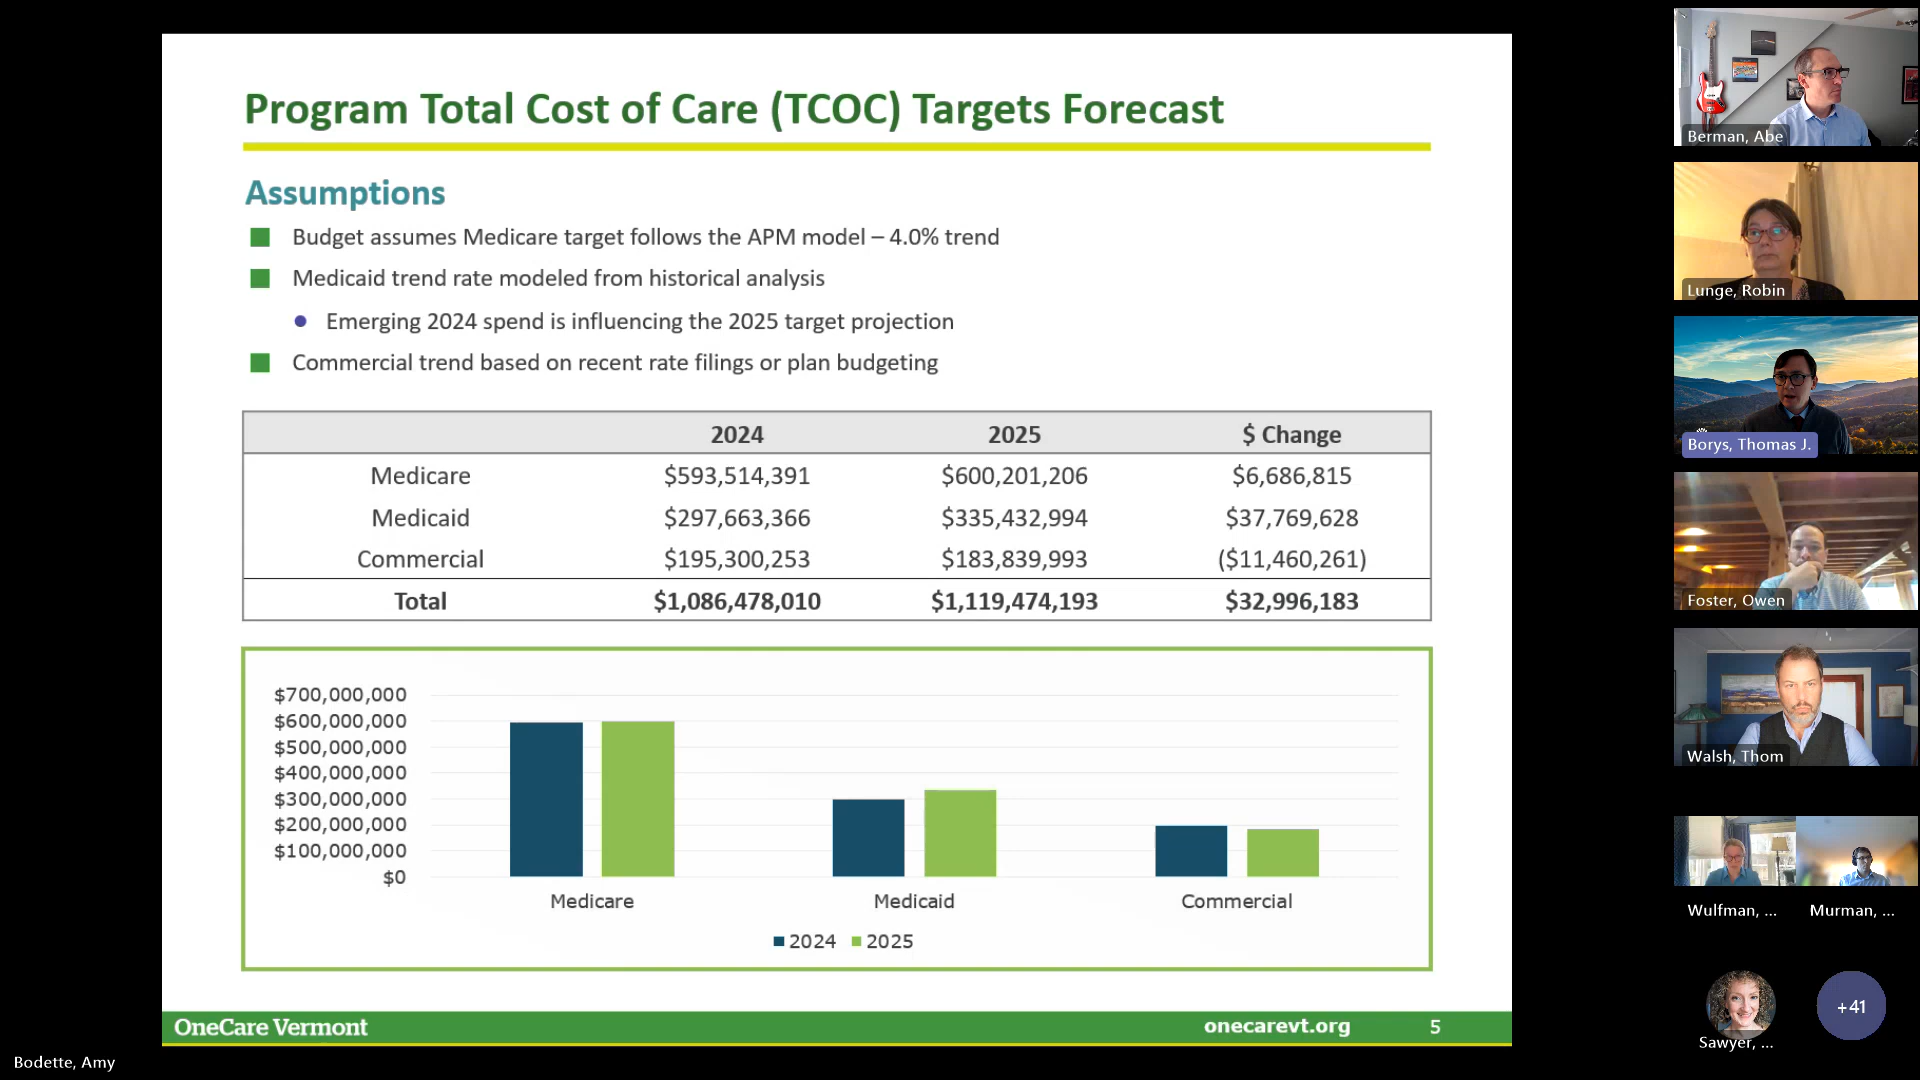 Program Total Cost of Care (TCOC) Targets Forecast
Assumptions
Budget assumes Medicare target follows the APM model – 4.0% trend
Medicaid trend rate modeled from historical analysis
Emerging 2024 spend is influencing the 2025 target projection
Commercial trend based on recent rate filings or plan budgeting
2024 2025 $ Change
Medicare $593,514,391 $600,201,206 $6,686,815
Medicaid $297,663,366 $335,432,994 $37,769,628
Commercial $195,300,253 $183,839,993 ($11,460,261)
Total $1,086,478,010 $1,119,474,193 $32,996,183
$700,000,000
$600,000,000
$500,000,000
$400,000,000
$300,000,000
$200,000,000
$100,000,000
$0
Medicare Medicaid Commercial
2024 2025
OneCare Vermont onecarevt.org 5
Bodette, Amy
Berman, Abe
Lunge, Robin
Borys, Thomas J.
Foster, Owen
Walsh, Thom
Wulfman, ... Murman, ...
+41
Sawyer, ...